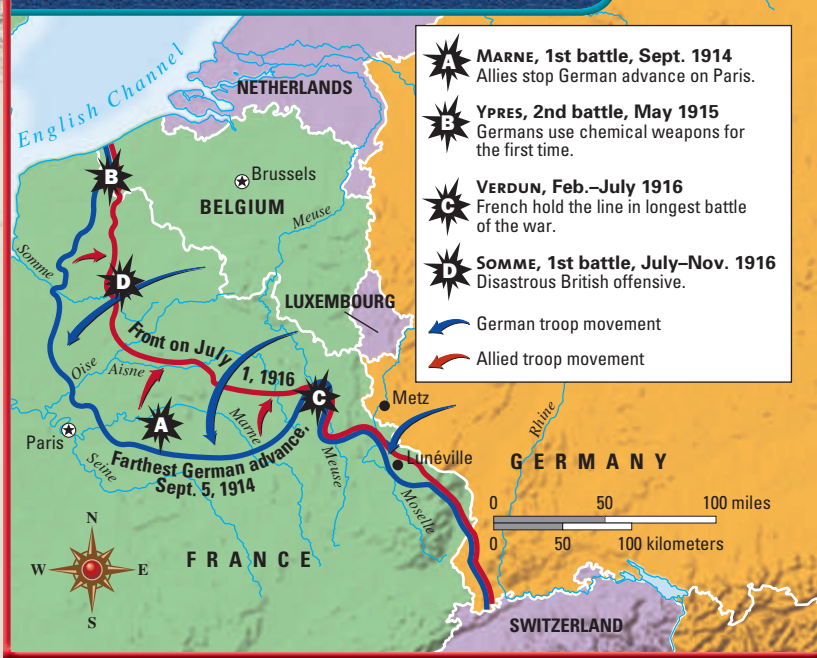 MARNE, 1st battle, Sept. 1914
Allies stop German advance on Paris.
YPRES, 2nd battle, May 1915
Germans use chemical weapons for
the first time.
VERDUN, Feb.–July 1916
French hold the line in longest battle
of the war.
SOMME, 1st battle, July–Nov. 1916
Disastrous British offensive.
German troop movement
Allied troop movement
A
B
C
D
English Channel
NETHERLANDS
B
Brussels
BELGIUM
Meuse
Somme
D
LUXEMBOURG
Front on July 1, 1916
Oise
Aisne
C
Metz
Rhine
A
Marne
Paris
Lunéville
Farthest German advance,
Sept. 5, 1914
Seine
Meuse
Moselle
GERMANY
0 50 100 miles
0 50 100 kilometers
N
W E
S
FRANCE
SWITZERLAND